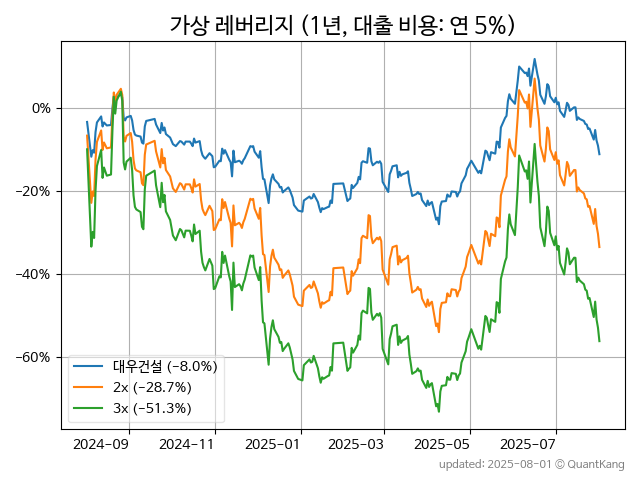 가상 레버리지 (1년, 대출 비용: 연 5%)
0%
−20%
−40%
−60%
대우건설 (−8.0%)
2x (−28.7%)
3x (−51.3%)
2024-09 2024-11 2025-01 2025-03 2025-05 2025-07
updated: 2025-08-01 © QuantKang